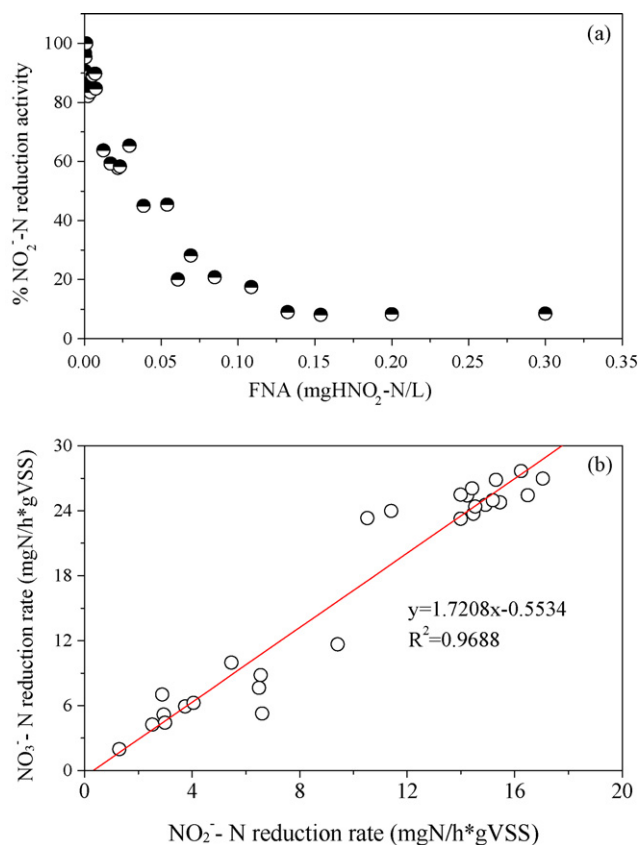 (a)
% NO₂⁻-N reduction activity
100
80
60
40
20
0
0.00 0.05 0.10 0.15 0.20 0.25 0.30 0.35
FNA (mgHNO₂-N/L)
(b)
NO₃⁻- N reduction rate (mgN/h*gVSS)
30
24
18
12
6
0
y=1.7208x-0.5534
R²=0.9688
0 4 8 12 16 20
NO₂⁻- N reduction rate (mgN/h*gVSS)